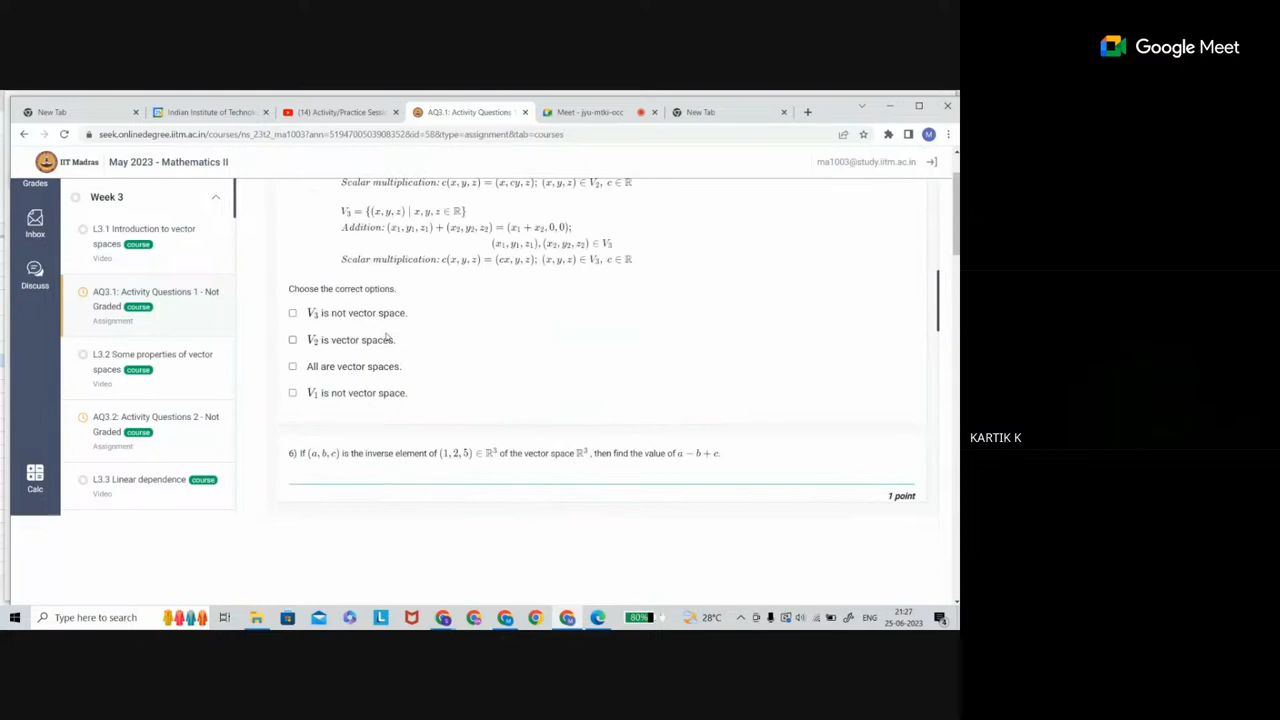 Google Meet
New Tab
Indian Institute of Technolo
(14) Activity/Practice Sessio
AQ3.1: Activity Questions
Meet - jyu-mtki-occ
New Tab
seek.onlinedegree.iitm.ac.in/courses/ns_23t2_ma1003?ann=5194700503908352&id=58&type=assignment&tab=courses
M
IIT Madras
May 2023 - Mathematics II
ma1003@study.iitm.ac.in
Grades
Inbox
Discuss
Calc
Week 3
L3.1 Introduction to vector
spaces course
Video
AQ3.1: Activity Questions 1 - Not
Graded course
Assignment
L3.2 Some properties of vector
spaces course
Video
AQ3.2: Activity Questions 2 - Not
Graded course
Assignment
L3.3 Linear dependence course
Video
Scalar multiplication: c(x, y, z) = (x, cy, z); (x, y, z) ∈ V₂, c ∈ ℝ
V₃ = {(x, y, z) | x, y, z ∈ ℝ}
Addition: (x₁, y₁, z₁) + (x₂, y₂, z₂) = (x₁ + x₂, 0, 0);
(x₁, y₁, z₁), (x₂, y₂, z₂) ∈ V₃
Scalar multiplication: c(x, y, z) = (cx, y, z); (x, y, z) ∈ V₃, c ∈ ℝ
Choose the correct options.
V₃ is not vector space.
V₂ is vector spaces.
All are vector spaces.
V₁ is not vector space.
6) If (a, b, c) is the inverse element of (1, 2, 5) ∈ ℝ³ of the vector space ℝ³, then find the value of a − b + c.
1 point
KARTIK K
Type here to search
80%
28°C
ENG
21:27
25-06-2023
4